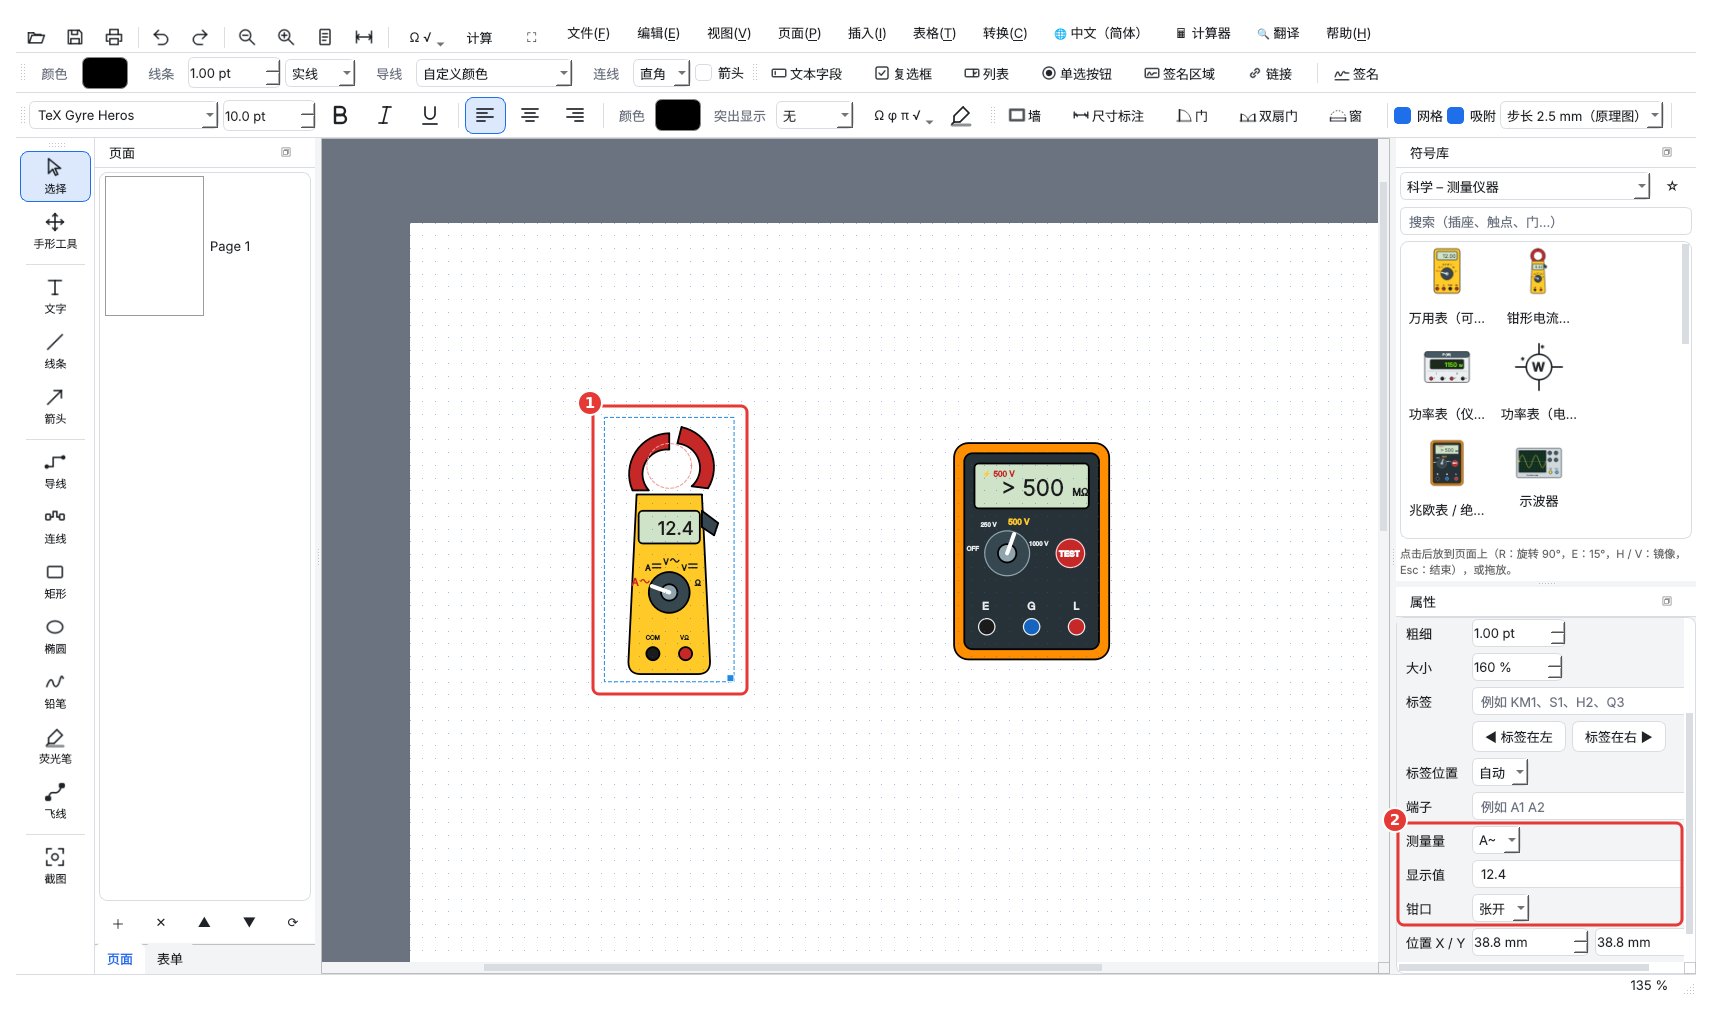 Ω √
计算
文件(F)
编辑(E)
视图(V)
页面(P)
插入(I)
表格(T)
转换(C)
中文（简体）
计算器
翻译
帮助(H)
颜色
线条
1.00 pt
实线
导线
自定义颜色
连线
直角
箭头
文本字段
复选框
列表
单选按钮
签名区域
链接
签名
TeX Gyre Heros
10.0 pt
B
I
U
颜色
突出显示
无
Ω φ π √
墙
尺寸标注
门
双扇门
窗
网格
吸附
步长 2.5 mm（原理图）
选择
手形工具
文字
线条
箭头
导线
连线
矩形
椭圆
铅笔
荧光笔
飞线
截图
页面
Page 1
页面
表单
1
12.4
A
V
V
A
Ω
COM
VΩ
500 V
> 500
MΩ
250 V
500 V
OFF
1000 V
TEST
E
G
L
符号库
科学 – 测量仪器
搜索（插座、触点、门...）
万用表（可...
钳形电流...
W
功率表（仪...
功率表（电...
兆欧表 / 绝...
示波器
点击后放到页面上（R：旋转 90°，E：15°，H / V：镜像，
Esc：结束），或拖放。
属性
粗细
1.00 pt
大小
160 %
标签
例如 KM1、S1、H2、Q3
◀ 标签在左
标签在右 ▶
标签位置
自动
端子
例如 A1 A2
2
测量量
A~
显示值
12.4
钳口
张开
位置 X / Y
38.8 mm
38.8 mm
135 %